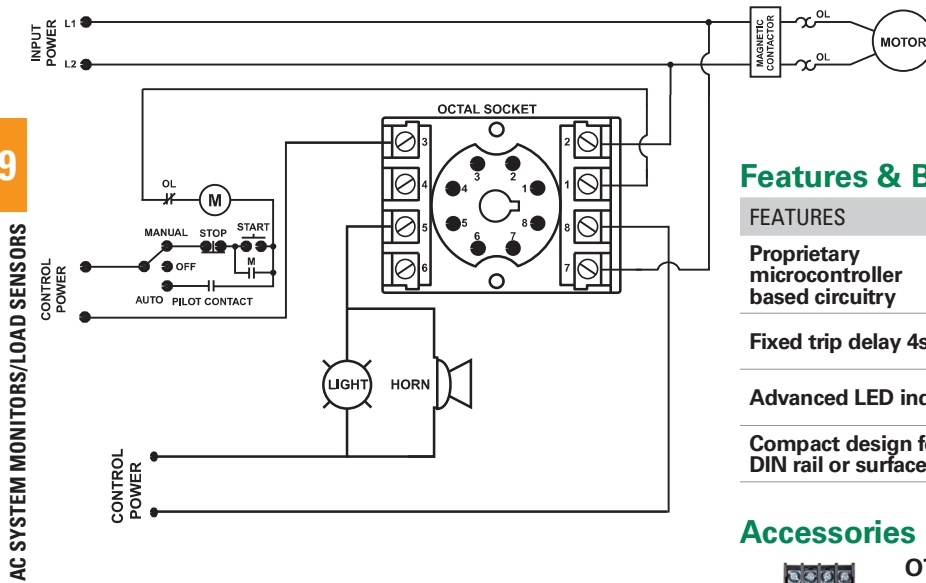 9
AC SYSTEM MONITORS/LOAD SENSORS
INPUT
POWER
L1
L2
MAGNETIC
CONTACTOR
OL
OL
MOTOR
OCTAL SOCKET
3
4
5
6
2
1
8
7
3
2
4
1
5
8
6
7
OL
M
MANUAL
STOP
START
OFF
M
AUTO
PILOT CONTACT
CONTROL
POWER
LIGHT
HORN
CONTROL
POWER
Features & B
FEATURES
Proprietary
microcontroller
based circuitry
Fixed trip delay 4s
Advanced LED ind
Compact design fo
DIN rail or surface
Accessories
OT